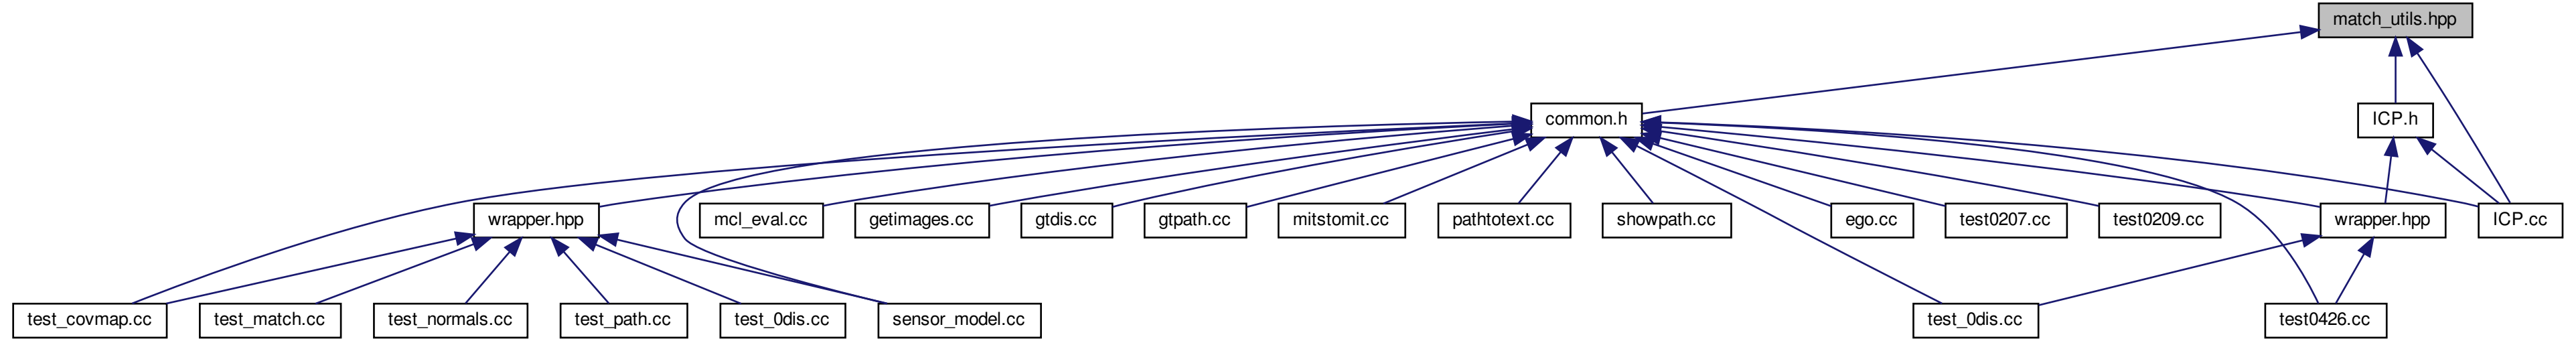 match_utils.hpp
common.h
ICP.h
wrapper.hpp
mcl_eval.cc
getimages.cc
gtdis.cc
gtpath.cc
mitstomit.cc
pathtotext.cc
showpath.cc
ego.cc
test0207.cc
test0209.cc
wrapper.hpp
ICP.cc
test_covmap.cc
test_match.cc
test_normals.cc
test_path.cc
test_0dis.cc
sensor_model.cc
test_0dis.cc
test0426.cc